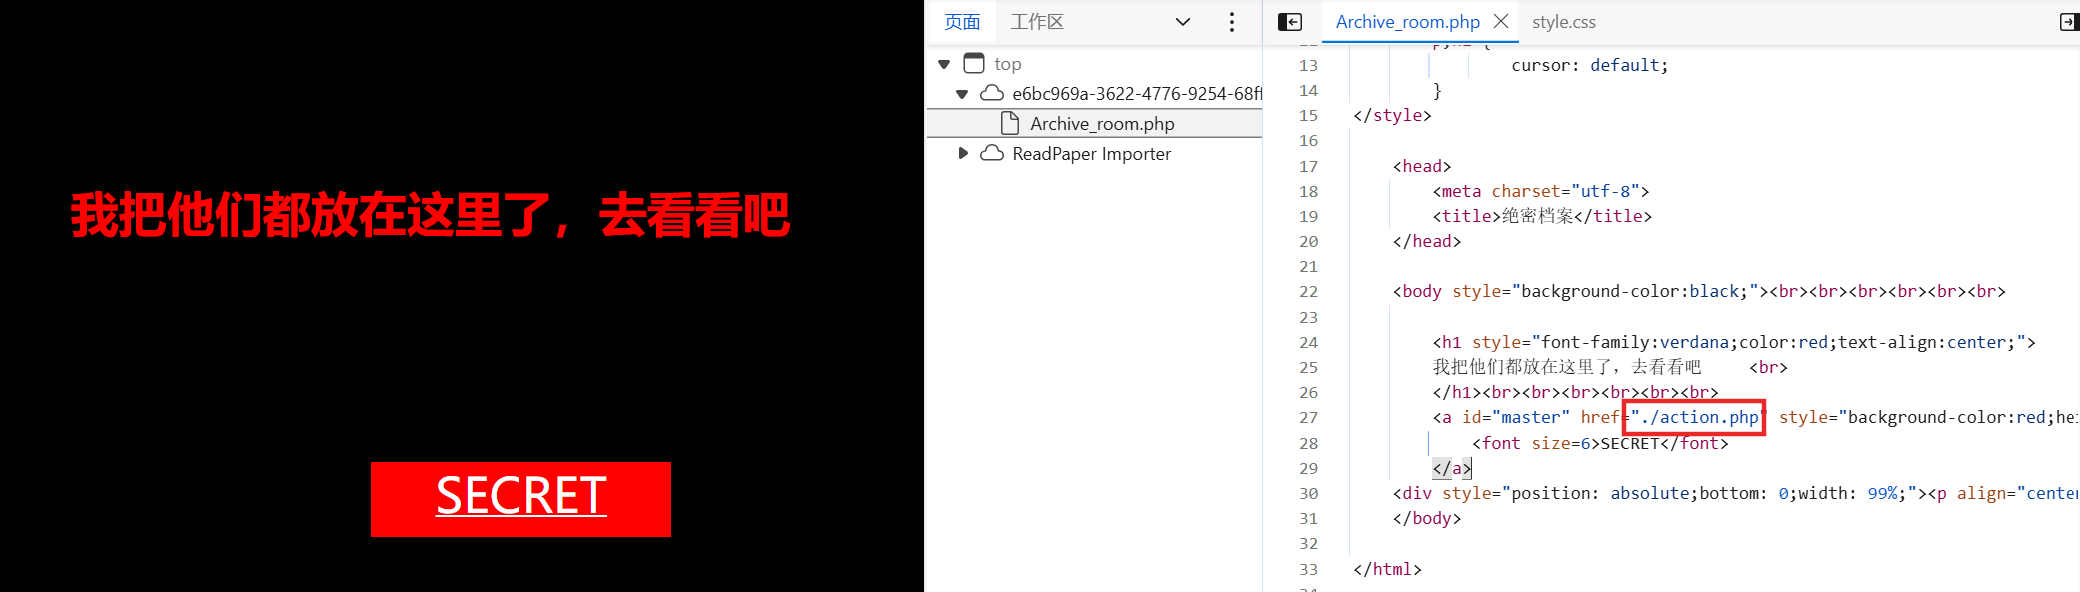 我把他们都放在这里了，去看看吧
SECRET
页面 工作区
top
e6bc969a-3622-4776-9254-68ff
Archive_room.php
ReadPaper Importer
Archive_room.php style.css
13 cursor: default;
14 }
15 </style>
16
17 <head>
18 <meta charset="utf-8">
19 <title>绝密档案</title>
20 </head>
21
22 <body style="background-color:black;"><br><br><br><br><br><br>
23
24 <h1 style="font-family:verdana;color:red;text-align:center;">
25 我把他们都放在这里了，去看看吧 <br>
26 </h1><br><br><br><br><br><br>
27 <a id="master" href="./action.php" style="background-color:red;hei
28 <font size=6>SECRET</font>
29 </a>
30 <div style="position: absolute;bottom: 0;width: 99%;"><p align="center
31 </body>
32
33 </html>